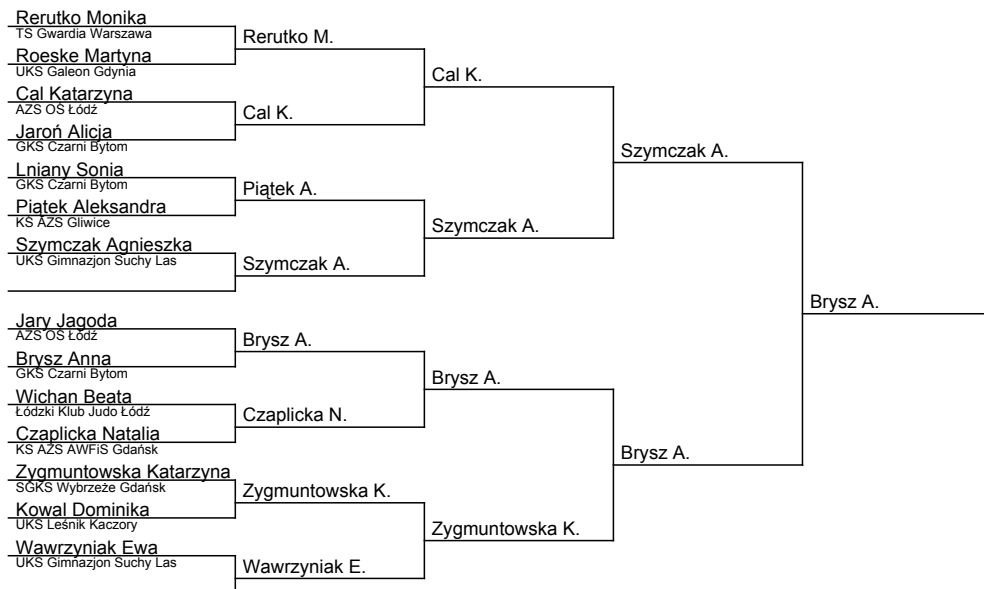 Rerutko Monika
TS Gwardia Warszawa
Roeske Martyna
UKS Galeon Gdynia
Cal Katarzyna
AZS OŚ Łódź
Jaroń Alicja
GKS Czarni Bytom
Lniany Sonia
GKS Czarni Bytom
Piątek Aleksandra
KS AZS Gliwice
Szymczak Agnieszka
UKS Gimnazjon Suchy Las
Jary Jagoda
AZS OŚ Łódź
Brysz Anna
GKS Czarni Bytom
Wichan Beata
Łódzki Klub Judo Łódź
Czaplicka Natalia
KS AZS AWFiS Gdańsk
Zygmuntowska Katarzyna
SGKS Wybrzeże Gdańsk
Kowal Dominika
UKS Leśnik Kaczory
Wawrzyniak Ewa
UKS Gimnazjon Suchy Las
Rerutko M.
Cal K.
Piątek A.
Szymczak A.
Brysz A.
Czaplicka N.
Zygmuntowska K.
Wawrzyniak E.
Cal K.
Szymczak A.
Brysz A.
Zygmuntowska K.
Szymczak A.
Brysz A.
Brysz A.